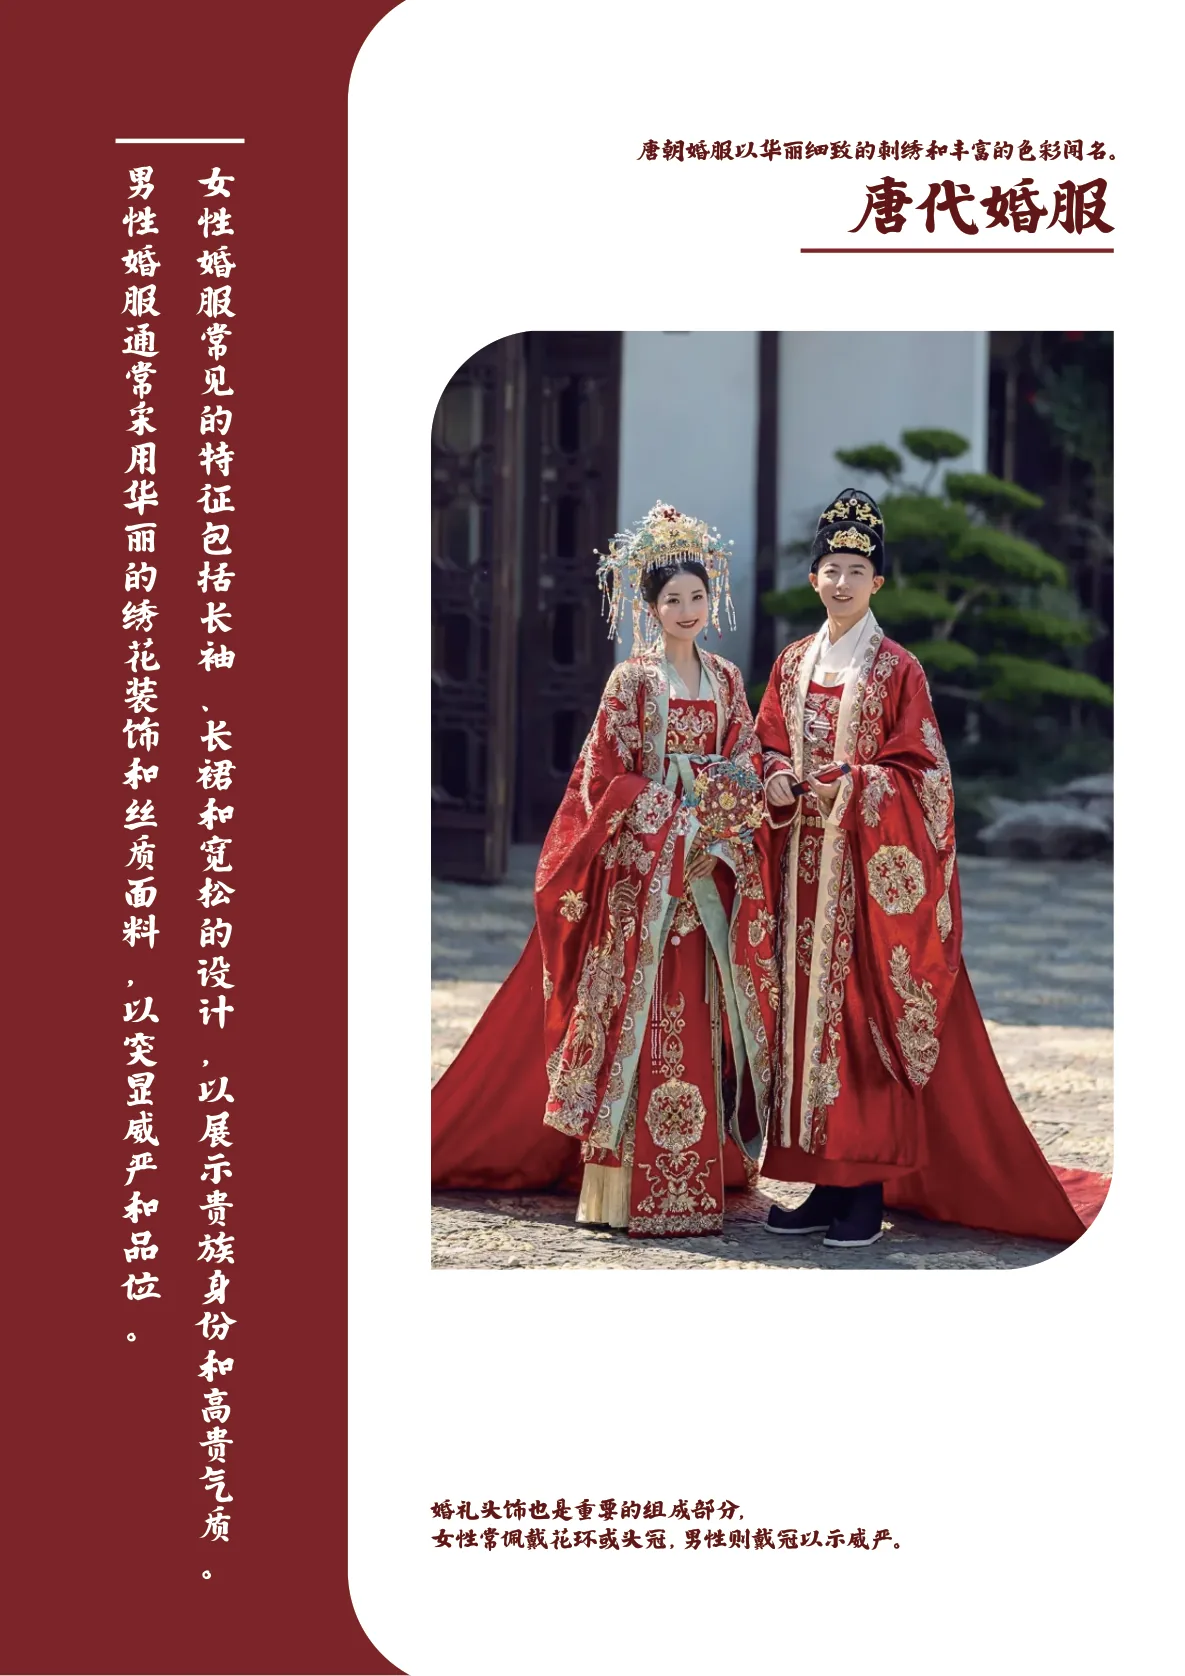 唐朝婚服以华丽细致的刺绣和丰富的色彩闻名。
唐代婚服
女性婚服常见的特征包括长袖、长裙和宽松的设计,以展示贵族身份和高贵气质。
男性婚服通常采用华丽的绣花装饰和丝质面料,以突显威严和品位。
婚礼头饰也是重要的组成部分,
女性常佩戴花环或头冠,男性则戴冠以示威严。